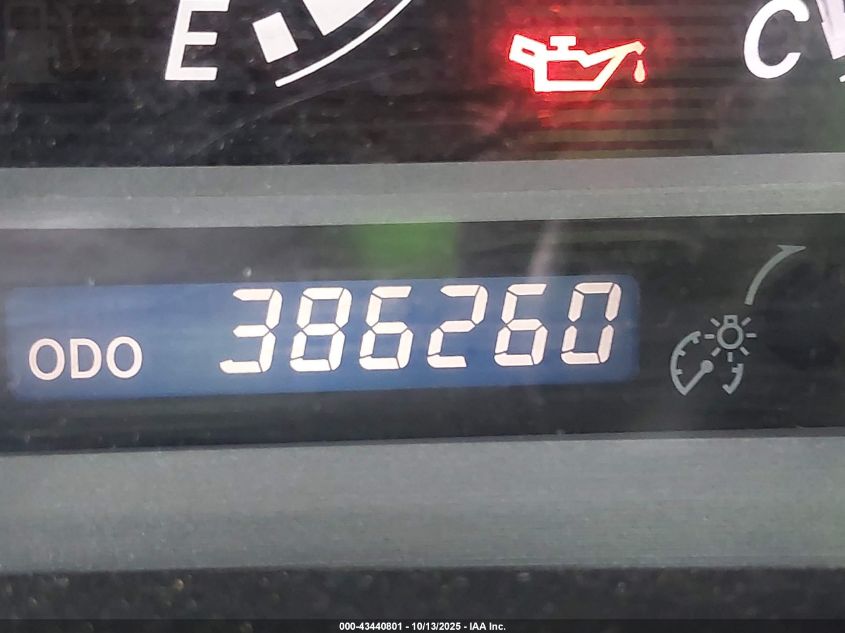 E C
ODO 386260
000-43440801 - 10/13/2025 - IAA Inc.